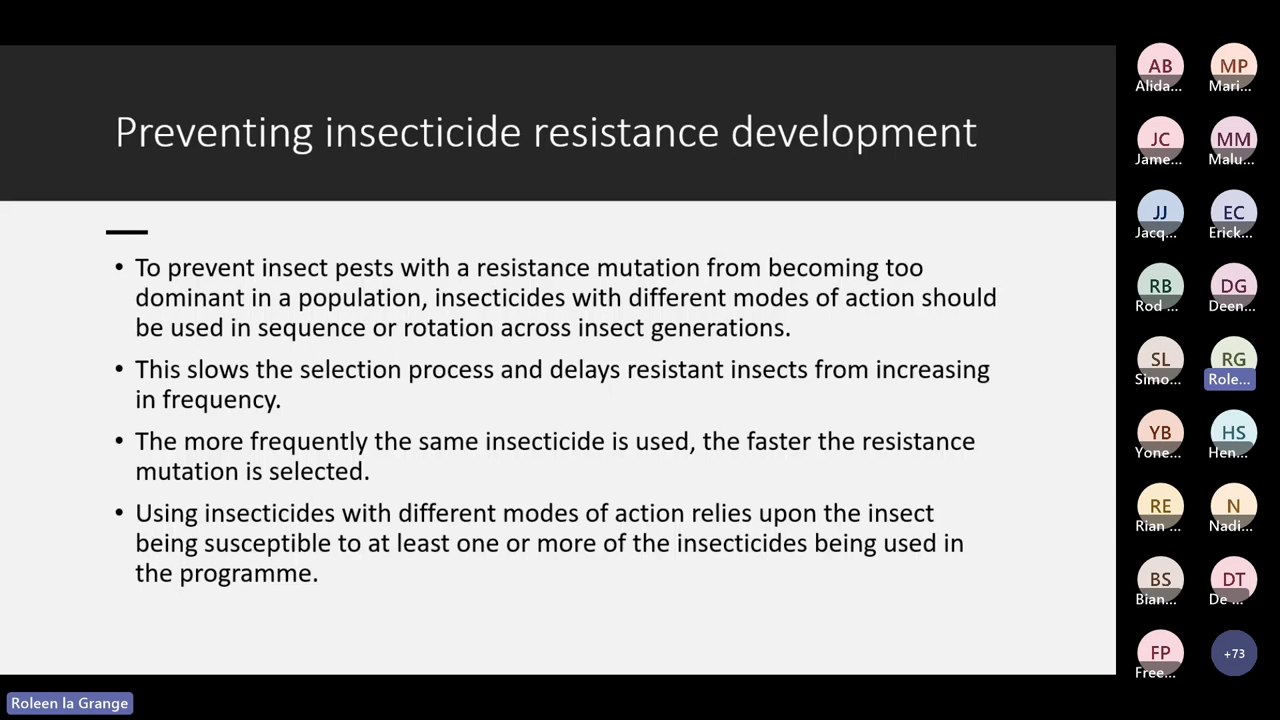 Preventing insecticide resistance development
• To prevent insect pests with a resistance mutation from becoming too
dominant in a population, insecticides with different modes of action should
be used in sequence or rotation across insect generations.
• This slows the selection process and delays resistant insects from increasing
in frequency.
• The more frequently the same insecticide is used, the faster the resistance
mutation is selected.
• Using insecticides with different modes of action relies upon the insect
being susceptible to at least one or more of the insecticides being used in
the programme.
AB
Alida...
MP
Mari...
JC
Jame...
MM
Malu...
JJ
Jacq...
EC
Erick...
RB
Rod ...
DG
Deen...
SL
Simo...
RG
Role...
YB
Yone...
HS
Hen...
RE
Rian ...
N
Nadi...
BS
Bian...
DT
De ...
FP
Free...
+73
Roleen la Grange